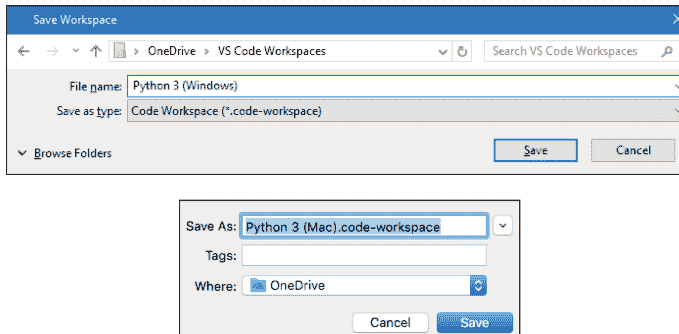 Save Workspace
OneDrive > VS Code Workspaces
Search VS Code Workspaces
File name: Python 3 (Windows)
Save as type: Code Workspace (*.code-workspace)
Browse Folders
Save
Cancel
Save As: Python 3 (Mac).code-workspace
Tags:
Where: OneDrive
Cancel
Save